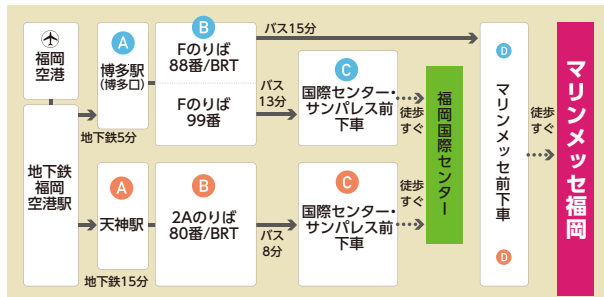 福岡
空港
地下鉄
福岡
空港駅
地下鉄5分
地下鉄15分
A
博多駅
(博多口)
A
天神駅
B
Fのりば
88番/BRT
Fのりば
99番
B
2Aのりば
80番/BRT
バス15分
バス
13分
バス
8分
C
国際センター・
サンパレス前
下車
C
国際センター・
サンパレス前
下車
徒歩
すぐ
徒歩
すぐ
福岡国際センター
D
マリンメッセ前下車
D
徒歩
すぐ
マリンメッセ福岡